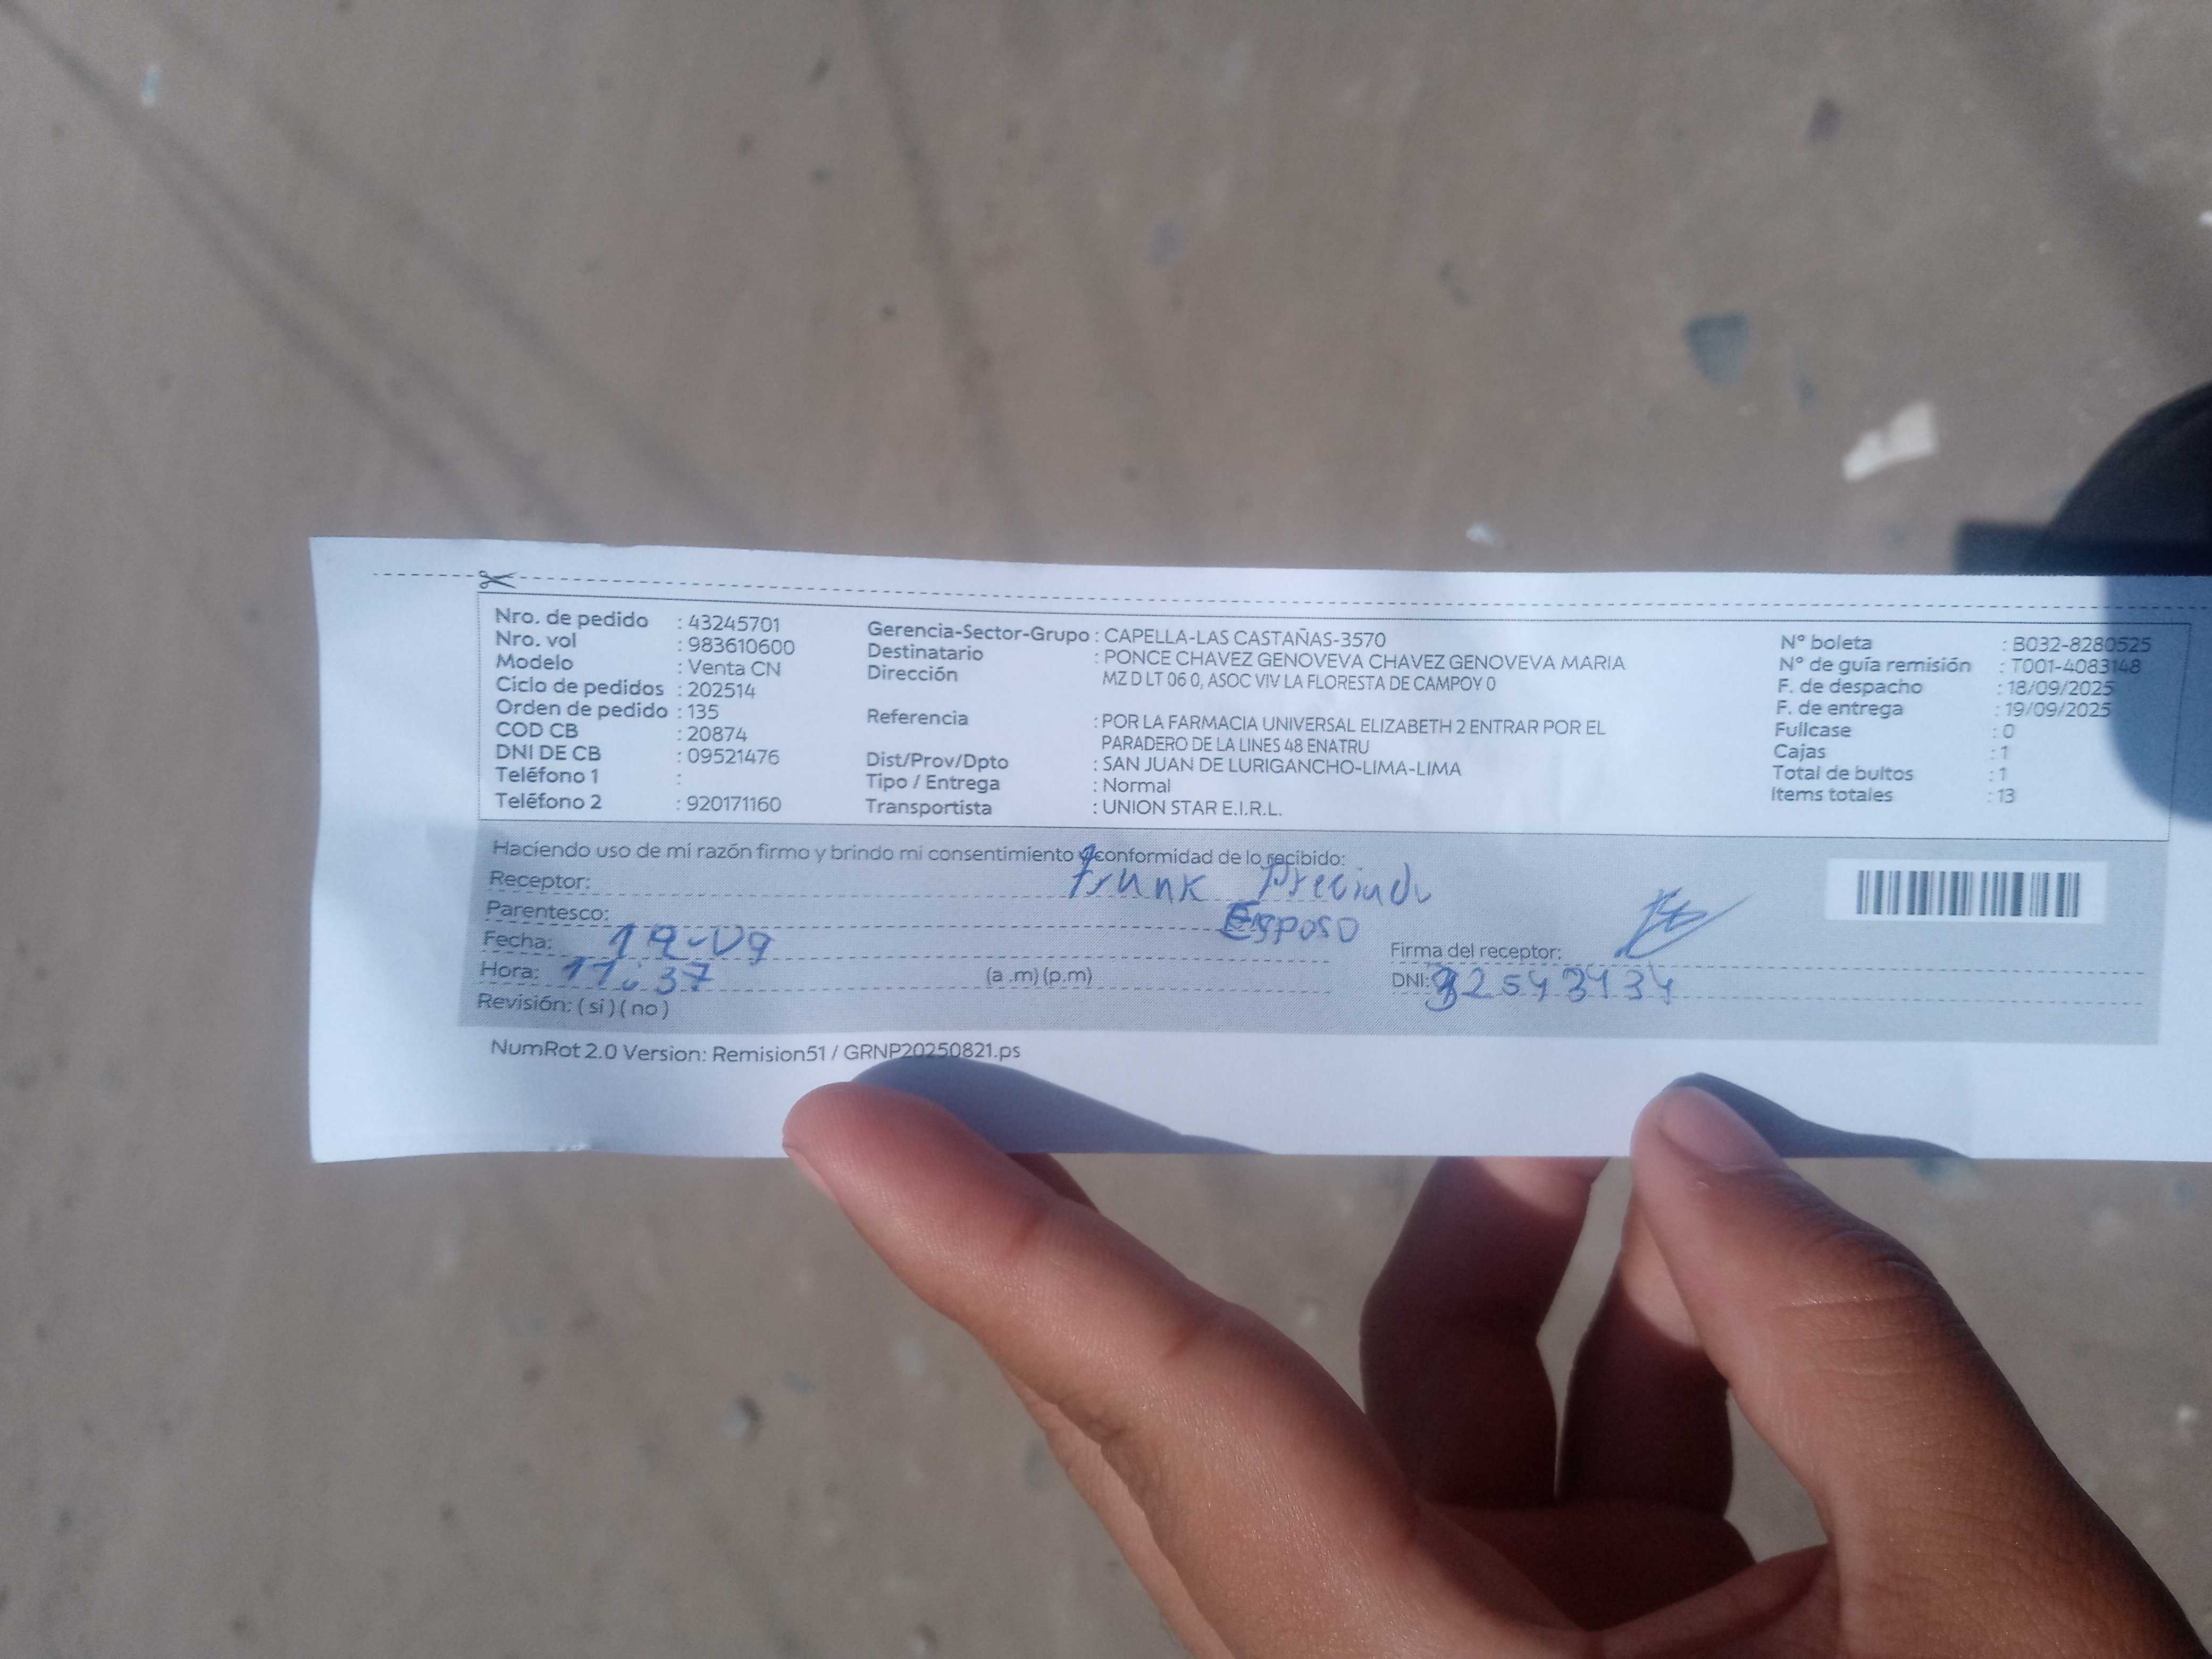 Nro. de pedido : 43245701
Nro. vol : 983610600
Modelo : Venta CN
Ciclo de pedidos : 202514
Orden de pedido : 135
COD CB : 20874
DNI DE CB : 09521476
Teléfono 1 :
Teléfono 2 : 920171160
Gerencia-Sector-Grupo : CAPELLA-LAS CASTAÑAS-3570
Destinatario : PONCE CHAVEZ GENOVEVA CHAVEZ GENOVEVA MARIA
Dirección MZ D LT 06 0, ASOC VIV LA FLORESTA DE CAMPOY 0
Referencia : POR LA FARMACIA UNIVERSAL ELIZABETH 2 ENTRAR POR EL
PARADERO DE LA LINES 48 ENATRU
Dist/Prov/Dpto : SAN JUAN DE LURIGANCHO-LIMA-LIMA
Tipo / Entrega : Normal
Transportista : UNION STAR E.I.R.L.
N° boleta : B032-8280525
N° de guía remisión : T001-4083148
F. de despacho : 18/09/2025
F. de entrega : 19/09/2025
Fullcase : 0
Cajas : 1
Total de bultos : 1
Items totales : 13
Haciendo uso de mi razón firmo y brindo mi consentimiento y conformidad de lo recibido:
Receptor: frank
Parentesco: Esposo
Fecha: 19-09
Hora: 11:37 (a .m) (p.m)
Revisión: ( si ) ( no )
Firma del receptor:
DNI:
NumRot 2.0 Version: Remision51 / GRNP20250821.ps